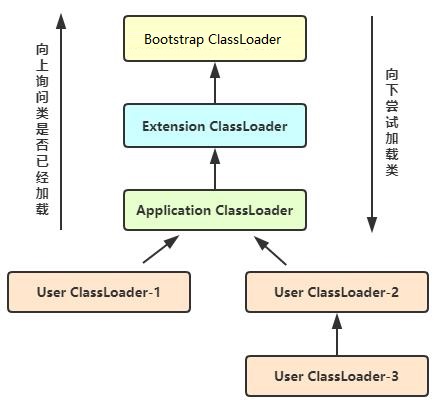 Bootstrap ClassLoader
向上询问类是否已经加载
向下尝试加载类
Extension ClassLoader
Application ClassLoader
User ClassLoader-1
User ClassLoader-2
User ClassLoader-3